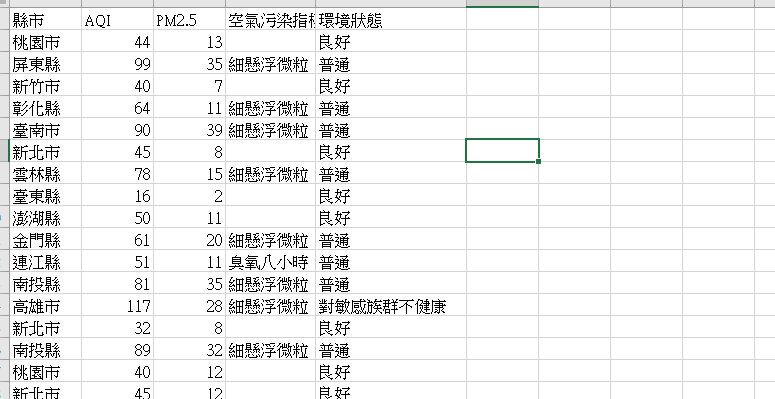 縣市 AQI PM2.5 空氣污染指 環境狀態
桃園市 44 13 良好
屏東縣 99 35 細懸浮微粒 普通
新竹市 40 7 良好
彰化縣 64 11 細懸浮微粒 普通
臺南市 90 39 細懸浮微粒 普通
新北市 45 8 良好
雲林縣 78 15 細懸浮微粒 普通
臺東縣 16 2 良好
澎湖縣 50 11 良好
金門縣 61 20 細懸浮微粒 普通
連江縣 51 11 臭氧八小時 普通
南投縣 81 35 細懸浮微粒 普通
高雄市 117 28 細懸浮微粒 對敏感族群不健康
新北市 32 8 良好
南投縣 89 32 細懸浮微粒 普通
桃園市 40 12 良好
新北市 45 12 良好